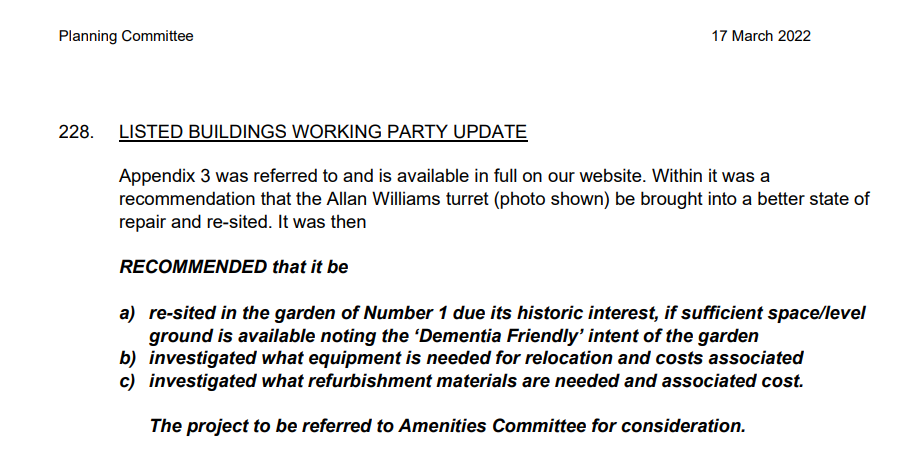 Planning Committee 17 March 2022
228. LISTED BUILDINGS WORKING PARTY UPDATE
Appendix 3 was referred to and is available in full on our website. Within it was a
recommendation that the Allan Williams turret (photo shown) be brought into a better state of
repair and re-sited. It was then
RECOMMENDED that it be
a) re-sited in the garden of Number 1 due its historic interest, if sufficient space/level
ground is available noting the ‘Dementia Friendly’ intent of the garden
b) investigated what equipment is needed for relocation and costs associated
c) investigated what refurbishment materials are needed and associated cost.
The project to be referred to Amenities Committee for consideration.